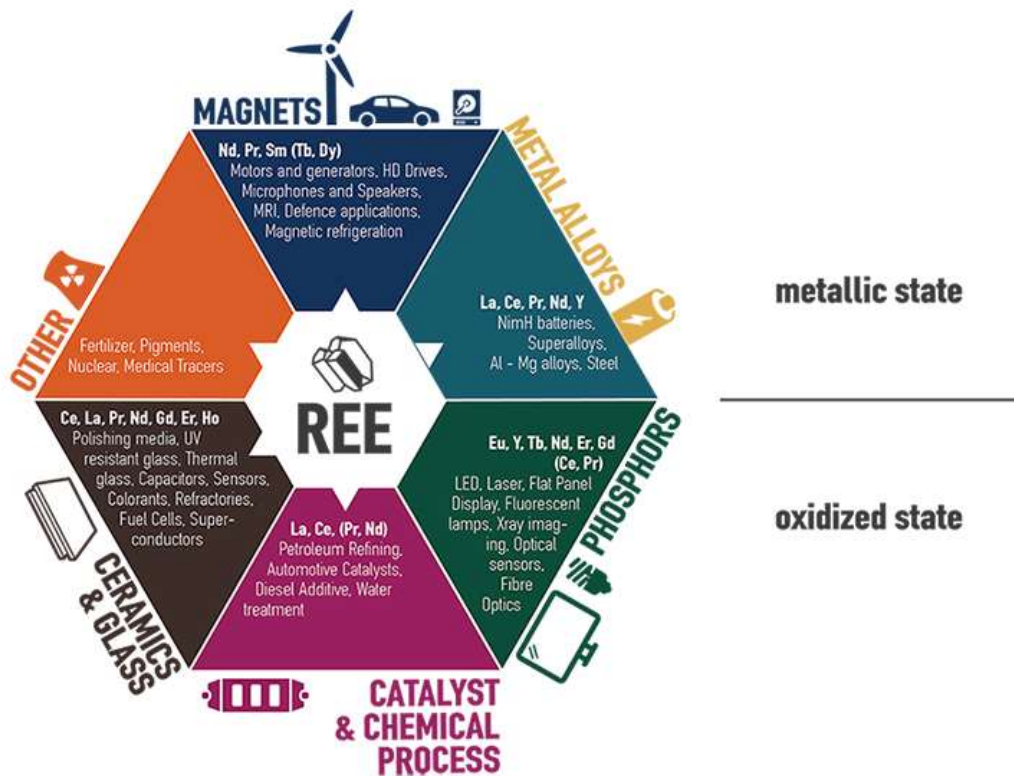 MAGNETS
Nd, Pr, Sm (Tb, Dy)
Motors and generators, HD Drives,
Microphones and Speakers,
MRI, Defence applications,
Magnetic refrigeration
METAL ALLOYS
La, Ce, Pr, Nd, Y
NimH batteries,
Superalloys,
Al - Mg alloys, Steel
metallic state
OTHER
Fertilizer, Pigments,
Nuclear, Medical Tracers
REE
Ce, La, Pr, Nd, Gd, Er, Ho
Polishing media, UV
resistant glass, Thermal
glass, Capacitors, Sensors,
Colorants, Refractories,
Fuel Cells, Super-
conductors
CERAMICS
& GLASS
La, Ce, (Pr, Nd)
Petroleum Refining,
Automotive Catalysts,
Diesel Additive, Water
treatment
CATALYST
& CHEMICAL
PROCESS
Eu, Y, Tb, Nd, Er, Gd
(Ce, Pr)
LED, Laser, Flat Panel
Display, Fluorescent
lamps, Xray imag-
ing, Optical
sensors,
Fibre
Optics
PHOSPHORS
oxidized state